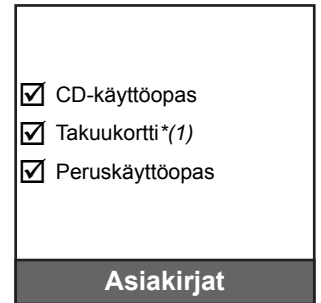 ☑ CD-käyttöopas
☑ Takuukortti*(1)
☑ Peruskäyttöopas
Asiakirjat